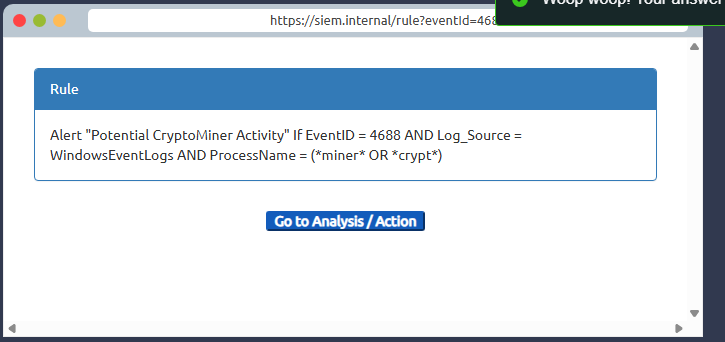 Woop woop! Your answer
https://siem.internal/rule?eventId=468
Rule
Alert "Potential CryptoMiner Activity" If EventID = 4688 AND Log_Source =
WindowsEventLogs AND ProcessName = (*miner* OR *crypt*)
Go to Analysis / Action